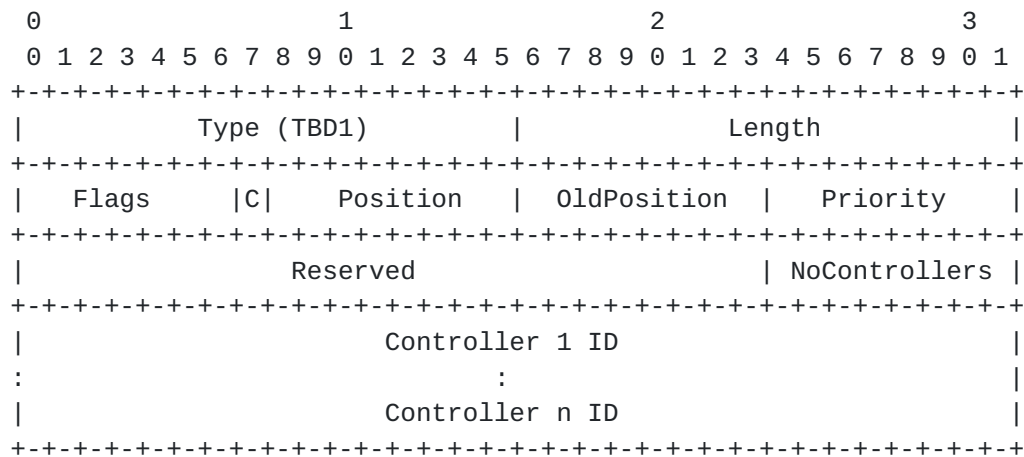 0                   1                   2                   3
 0 1 2 3 4 5 6 7 8 9 0 1 2 3 4 5 6 7 8 9 0 1 2 3 4 5 6 7 8 9 0 1
+-+-+-+-+-+-+-+-+-+-+-+-+-+-+-+-+-+-+-+-+-+-+-+-+-+-+-+-+-+-+-+-+
|           Type (TBD1)         |             Length            |
+-+-+-+-+-+-+-+-+-+-+-+-+-+-+-+-+-+-+-+-+-+-+-+-+-+-+-+-+-+-+-+-+
|   Flags     |C|    Position   |  OldPosition  |   Priority    |
+-+-+-+-+-+-+-+-+-+-+-+-+-+-+-+-+-+-+-+-+-+-+-+-+-+-+-+-+-+-+-+-+
|                 Reserved                      | NoControllers |
+-+-+-+-+-+-+-+-+-+-+-+-+-+-+-+-+-+-+-+-+-+-+-+-+-+-+-+-+-+-+-+-+
|                       Controller 1 ID                         |
:                              :                                |
|                       Controller n ID                         |
+-+-+-+-+-+-+-+-+-+-+-+-+-+-+-+-+-+-+-+-+-+-+-+-+-+-+-+-+-+-+-+-+